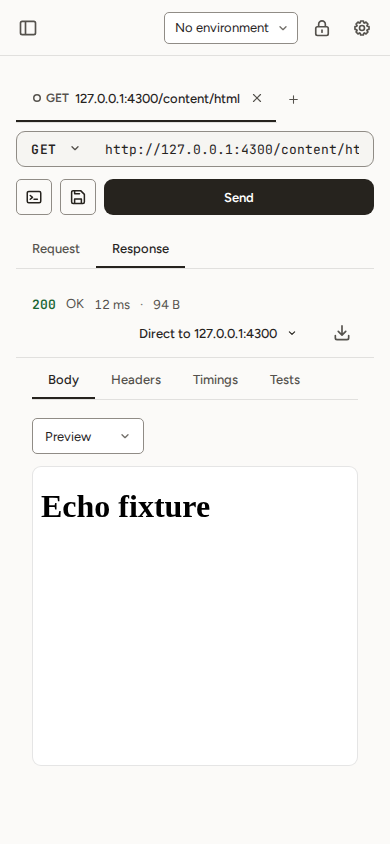 No environment
GET 127.0.0.1:4300/content/html
GET http://127.0.0.1:4300/content/ht
Send
Request Response
200 OK 12 ms · 94 B
Direct to 127.0.0.1:4300
Body Headers Timings Tests
Preview
Echo fixture